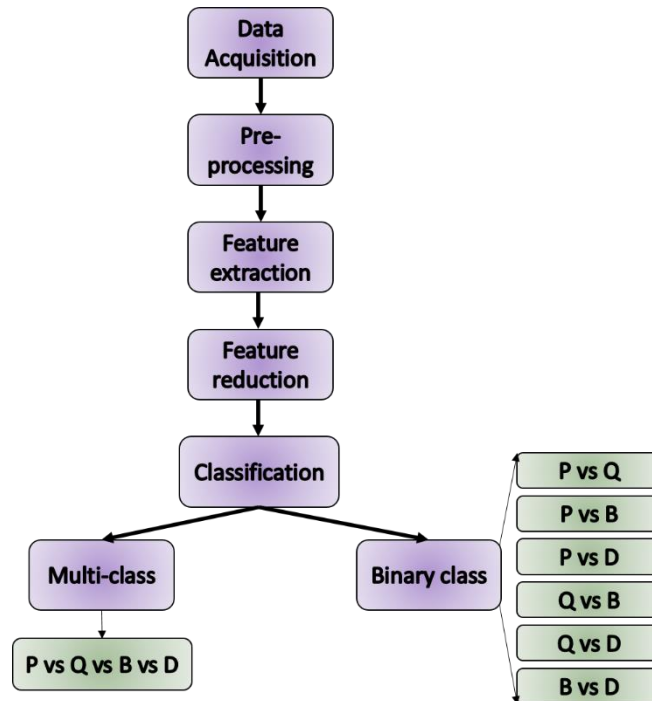 Data
Acquisition
Pre-
processing
Feature
extraction
Feature
reduction
Classification
Multi-class
Binary class
P vs Q vs B vs D
P vs Q
P vs B
P vs D
Q vs B
Q vs D
B vs D